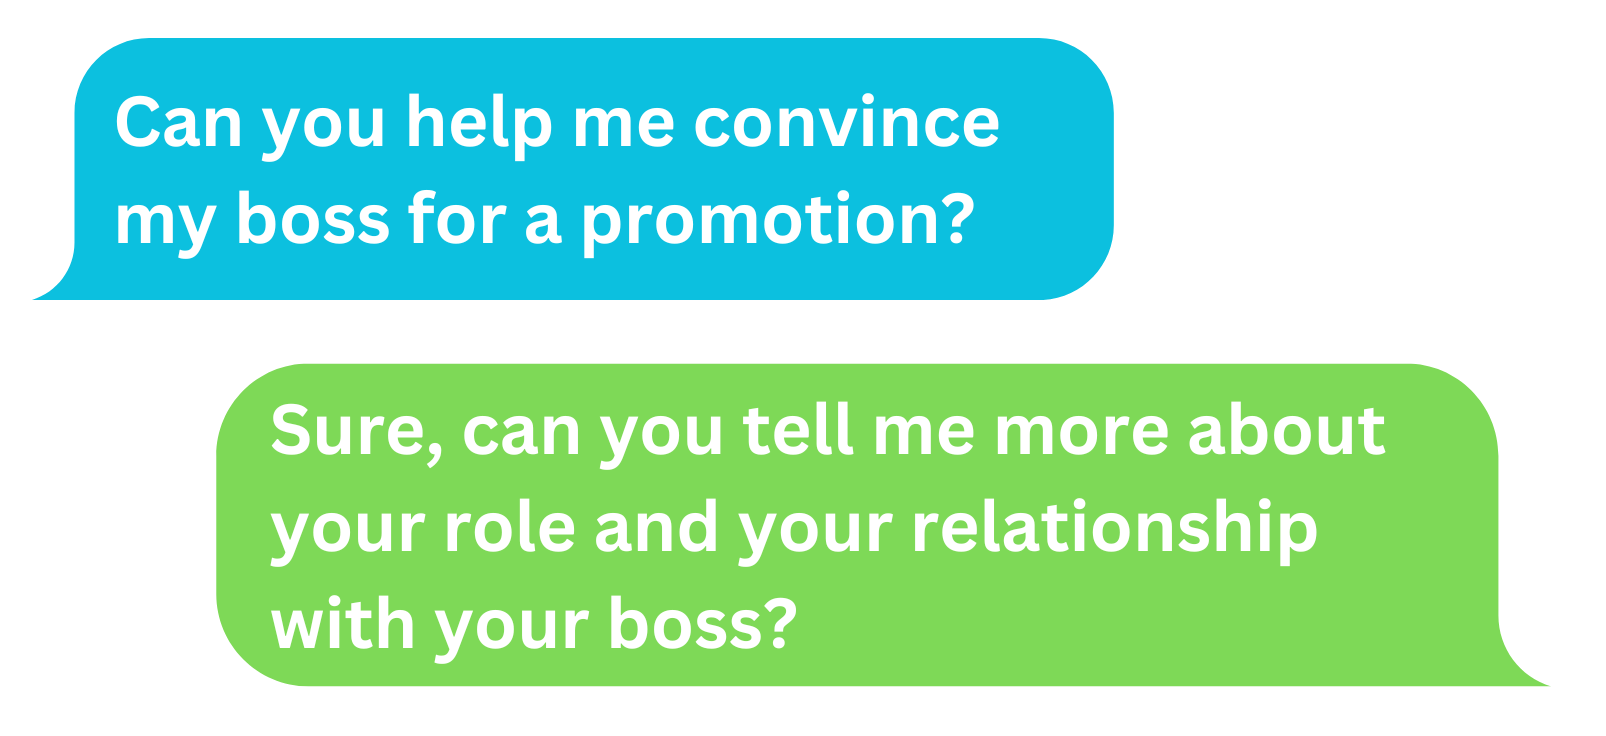 Can you help me convince
my boss for a promotion?
Sure, can you tell me more about
your role and your relationship
with your boss?